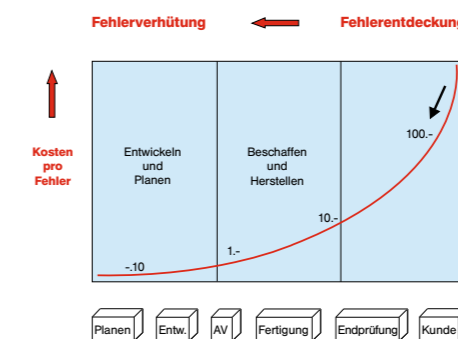 Fehlerverhütung
Fehlerentdeckung
Kosten
pro
Fehler
Entwickeln
und
Planen
Beschaffen
und
Herstellen
-.10
1.-
10.-
100.-
Planen
Entw.
AV
Fertigung
Endprüfung
Kunde